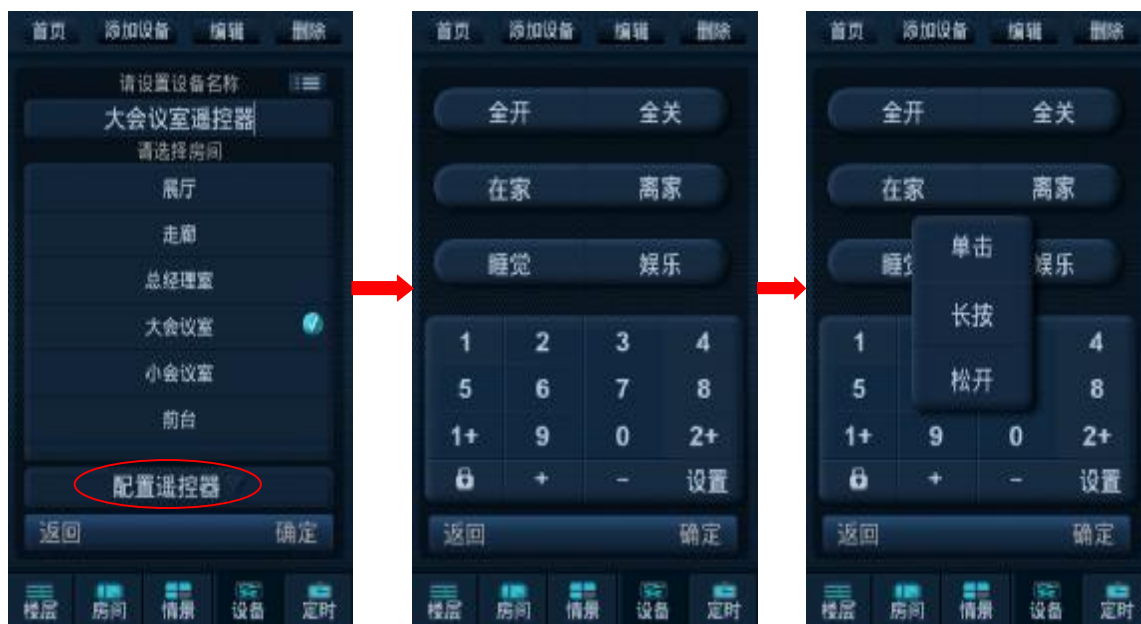 首页 添加设备 编辑 删除
请设置设备名称
大会议室遥控器
请选择房间
展厅
走廊
总经理室
大会议室
小会议室
前台
配置遥控器
返回 确定
楼层 房间 情景 设备 定时
首页 添加设备 编辑 删除
全开 全关
在家 离家
睡觉 娱乐
1 2 3 4
5 6 7 8
1+ 9 0 2+
+ - 设置
返回 确定
楼层 房间 情景 设备 定时
首页 添加设备 编辑 删除
全开 全关
在家 离家
单击
睡觉 娱乐
长按
1 4
松开
5 8
1+ 9 0 2+
+ - 设置
返回 确定
楼层 房间 情景 设备 定时